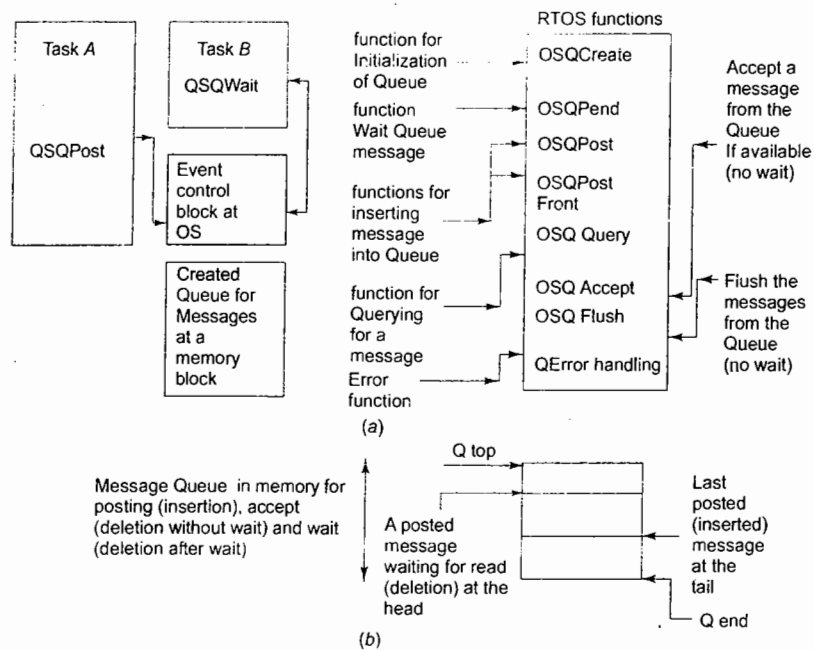 Task A
QSQPost
Task B
QSQWait
Event
control
block at
OS
Created
Queue for
Messages
at a
memory
block
function for
Initialization
of Queue
function
Wait Queue
message
functions for
inserting
message
into Queue
function for
Querying
for a
message
Error
function
RTOS functions
OSQCreate
OSQPend
OSQPost
OSQPost
Front
OSQ Query
OSQ Accept
OSQ Flush
QError handling
Accept a
message
from the
Queue
If available
(no wait)
Flush the
messages
from the
Queue
(no wait)
(a)
Message Queue in memory for
posting (insertion), accept
(deletion without wait) and wait
(deletion after wait)
Q top
A posted
message
waiting for read
(deletion) at the
head
Last
posted
(inserted)
message
at the
tail
Q end
(b)